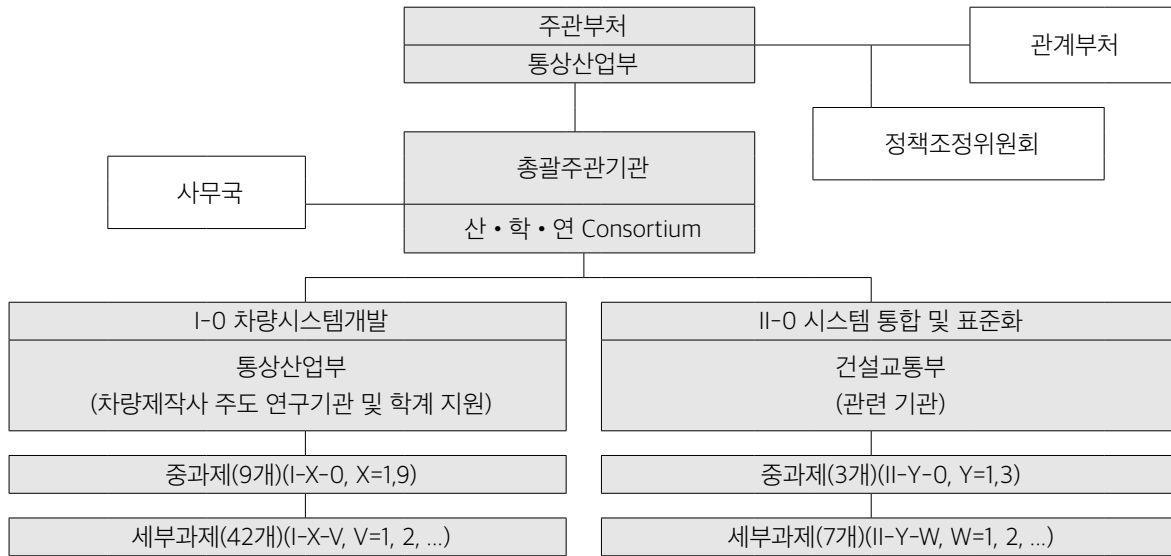 주관부처
통상산업부
관계부처
정책조정위원회
총괄주관기관
사무국
산 • 학 • 연 Consortium
I-0 차량시스템개발
통상산업부
(차량제작사 주도 연구기관 및 학계 지원)
중과제(9개)(I-X-0, X=1,9)
세부과제(42개)(I-X-V, V=1, 2, ...)
II-0 시스템 통합 및 표준화
건설교통부
(관련 기관)
중과제(3개)(II-Y-0, Y=1,3)
세부과제(7개)(II-Y-W, W=1, 2, ...)